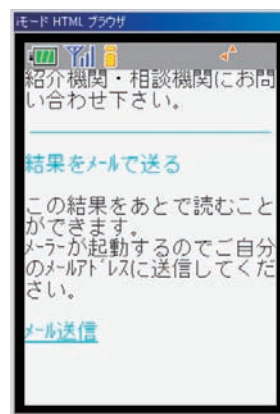 iモード HTML ブラウザ
紹介機関・相談機関にお問
い合わせ下さい。
結果をﾒｰﾙで送る
この結果をあとで読むこと
ができます。
ﾒｰﾗｰが起動するのでご自分
のﾒｰﾙｱﾄﾞﾚｽに送信してくだ
さい。
ﾒｰﾙ送信